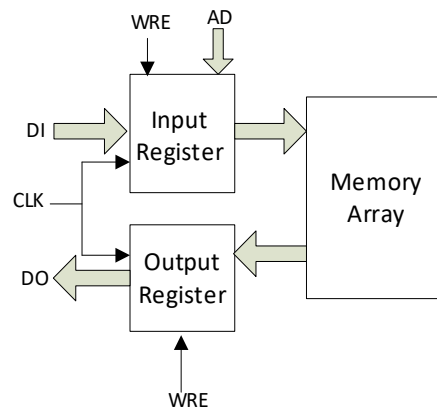 WRE
AD
DI
Input
Register
CLK
Memory
Array
DO
Output
Register
WRE